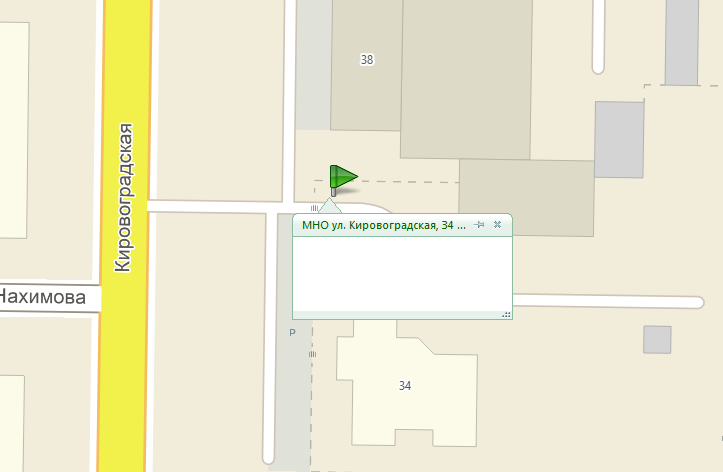 38
Кировоградская
МНО ул. Кировоградская, 34 ...
Нахимова
P
34